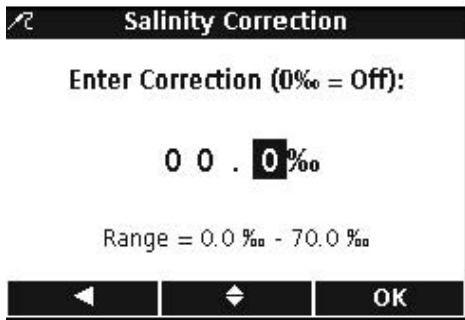 Salinity Correction
Enter Correction (0‰ = Off):
0 0 . 0‰
Range = 0.0 ‰ - 70.0 ‰
OK